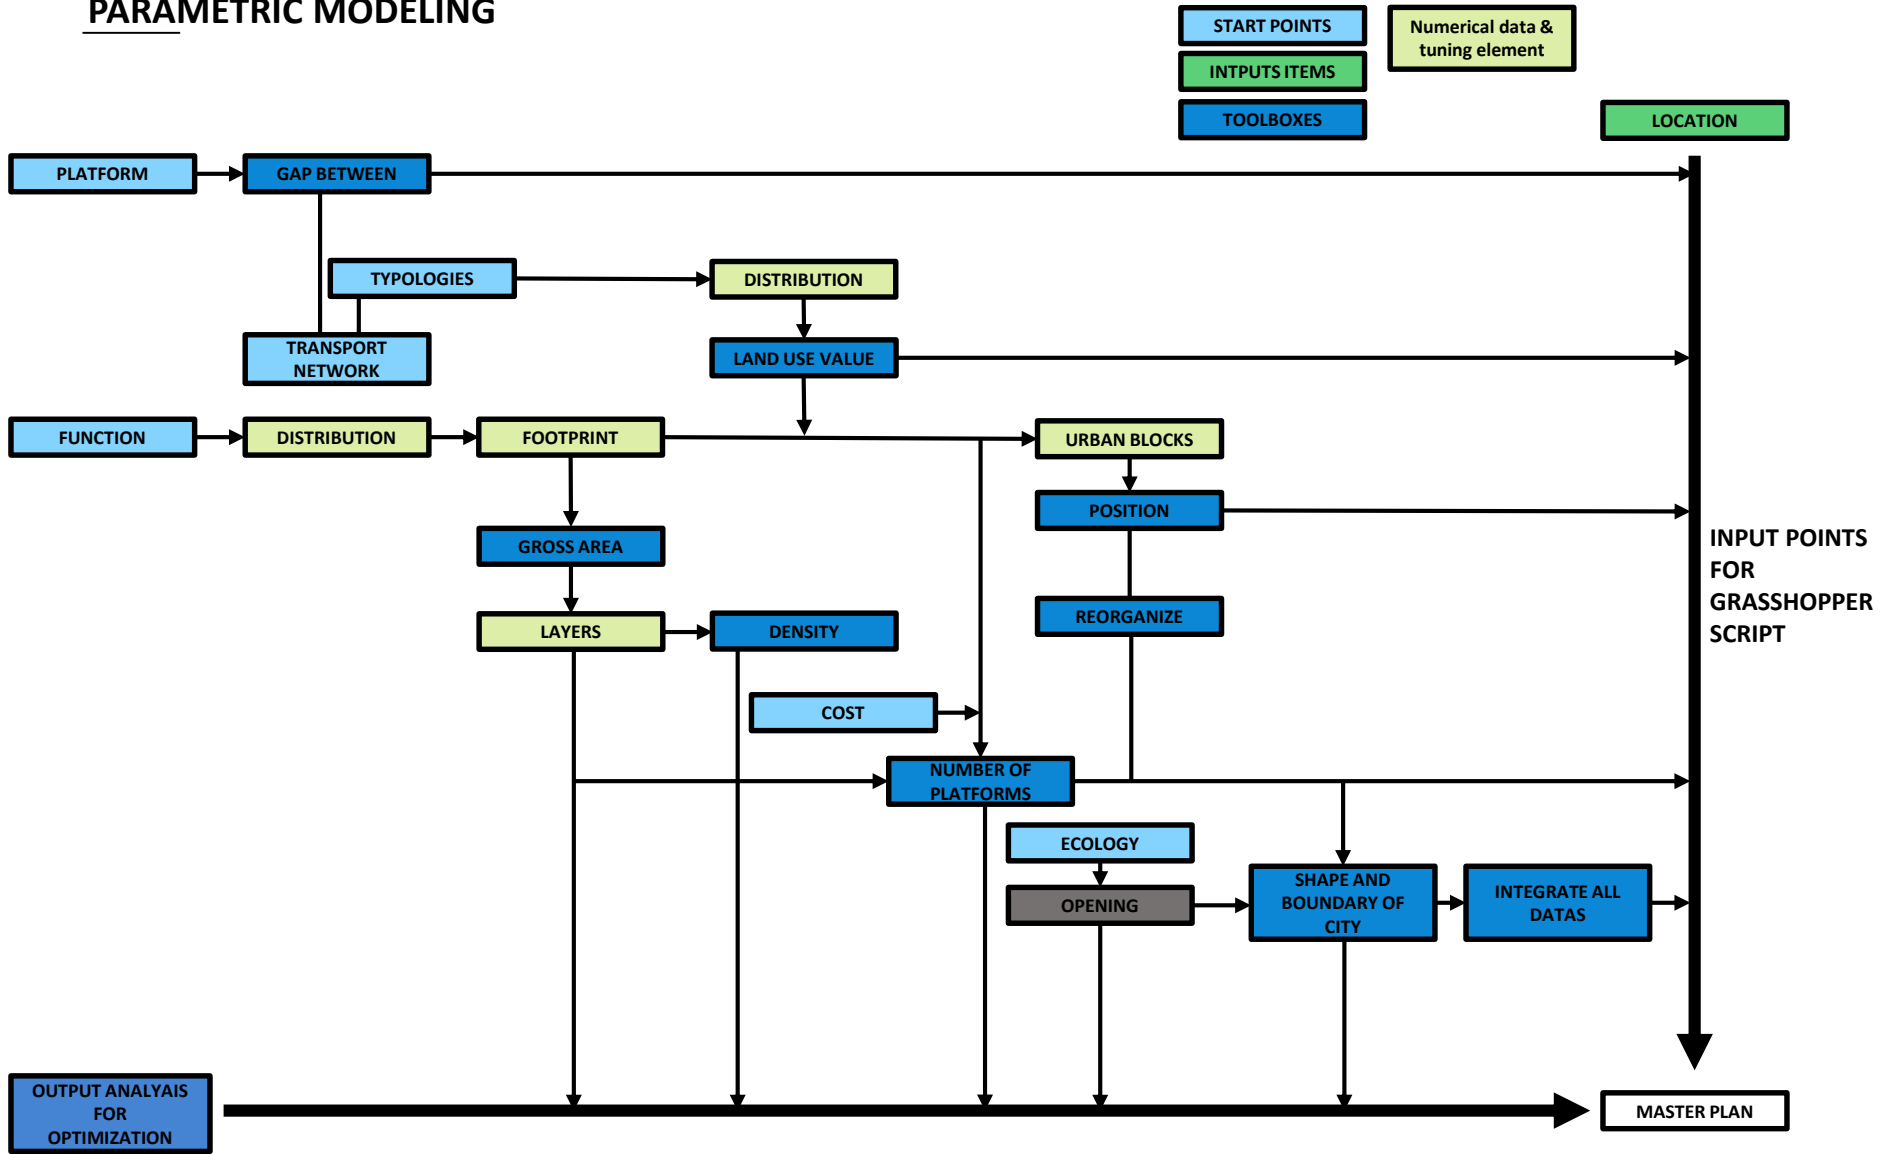 PARAMETRIC MODELING
START POINTS
Numerical data &
tuning element
INTPUTS ITEMS
TOOLBOXES
LOCATION
PLATFORM
GAP BETWEEN
TYPOLOGIES
DISTRIBUTION
TRANSPORT
NETWORK
LAND USE VALUE
FUNCTION
DISTRIBUTION
FOOTPRINT
URBAN BLOCKS
POSITION
GROSS AREA
INPUT POINTS
FOR
GRASSHOPPER
SCRIPT
REORGANIZE
LAYERS
DENSITY
COST
NUMBER OF
PLATFORMS
ECOLOGY
OPENING
SHAPE AND
BOUNDARY OF
CITY
INTEGRATE ALL
DATAS
OUTPUT ANALYAIS
FOR
OPTIMIZATION
MASTER PLAN